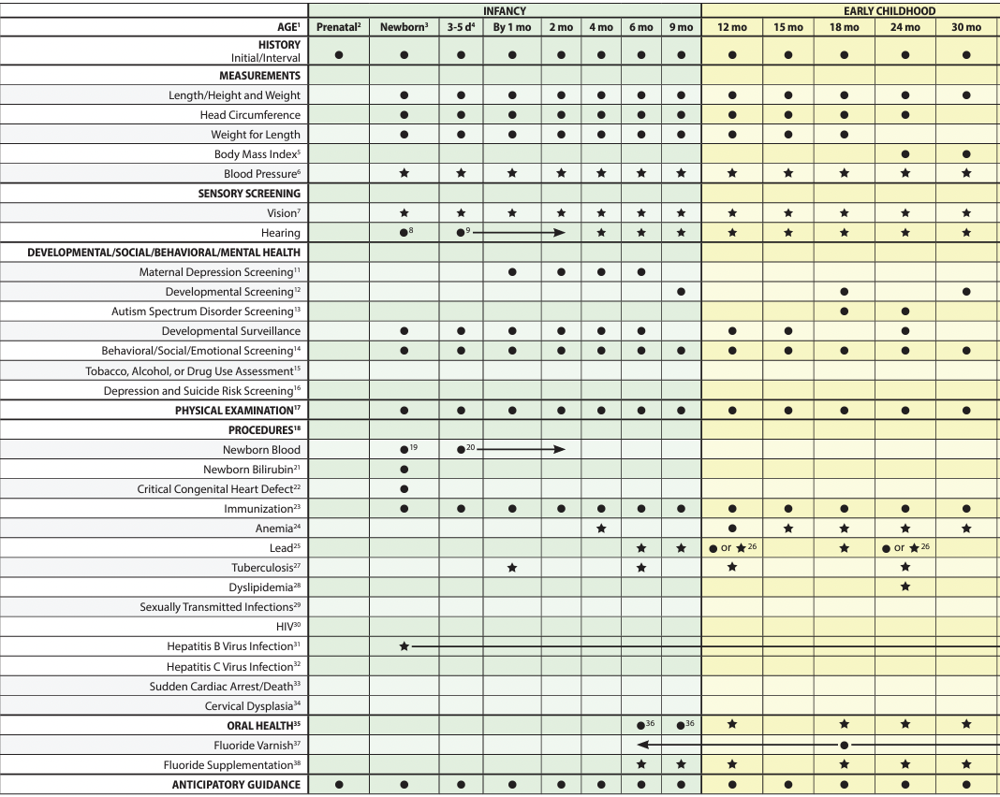 INFANCY EARLY CHILDHOOD
AGE¹ Prenatal² Newborn³ 3-5 d⁴ By 1 mo 2 mo 4 mo 6 mo 9 mo 12 mo 15 mo 18 mo 24 mo 30 mo
HISTORY
Initial/Interval ● ● ● ● ● ● ● ● ● ● ● ● ●
MEASUREMENTS
Length/Height and Weight ● ● ● ● ● ● ● ● ● ● ● ●
Head Circumference ● ● ● ● ● ● ● ● ● ● ●
Weight for Length ● ● ● ● ● ● ● ● ● ●
Body Mass Index⁵ ● ●
Blood Pressure⁶ ★ ★ ★ ★ ★ ★ ★ ★ ★ ★ ★ ★
SENSORY SCREENING
Vision⁷ ★ ★ ★ ★ ★ ★ ★ ★ ★ ★ ★ ★
Hearing ●⁸ ●⁹ → ★ ★ ★ ★ ★ ★ ★ ★
DEVELOPMENTAL/SOCIAL/BEHAVIORAL/MENTAL HEALTH
Maternal Depression Screening¹¹ ● ● ● ●
Developmental Screening¹² ● ● ●
Autism Spectrum Disorder Screening¹³ ● ●
Developmental Surveillance ● ● ● ● ● ● ● ● ●
Behavioral/Social/Emotional Screening¹⁴ ● ● ● ● ● ● ● ● ● ● ● ●
Tobacco, Alcohol, or Drug Use Assessment¹⁵
Depression and Suicide Risk Screening¹⁶
PHYSICAL EXAMINATION¹⁷ ● ● ● ● ● ● ● ● ● ● ● ●
PROCEDURES¹⁸
Newborn Blood ●¹⁹ ●²⁰ →
Newborn Bilirubin²¹ ●
Critical Congenital Heart Defect²² ●
Immunization²³ ● ● ● ● ● ● ● ● ● ● ● ●
Anemia²⁴ ★ ● ★ ★ ★ ★
Lead²⁵ ★ ★ ● or ★²⁶ ★ ● or ★²⁶
Tuberculosis²⁷ ★ ★ ★ ★
Dyslipidemia²⁸ ★
Sexually Transmitted Infections²⁹
HIV³⁰
Hepatitis B Virus Infection³¹ ★
Hepatitis C Virus Infection³²
Sudden Cardiac Arrest/Death³³
Cervical Dysplasia³⁴
ORAL HEALTH³⁵ ●³⁶ ●³⁶ ★ ★ ★ ★
Fluoride Varnish³⁷ ← ●
Fluoride Supplementation³⁸ ★ ★ ★ ★ ★ ★
ANTICIPATORY GUIDANCE ● ● ● ● ● ● ● ● ● ● ● ● ●